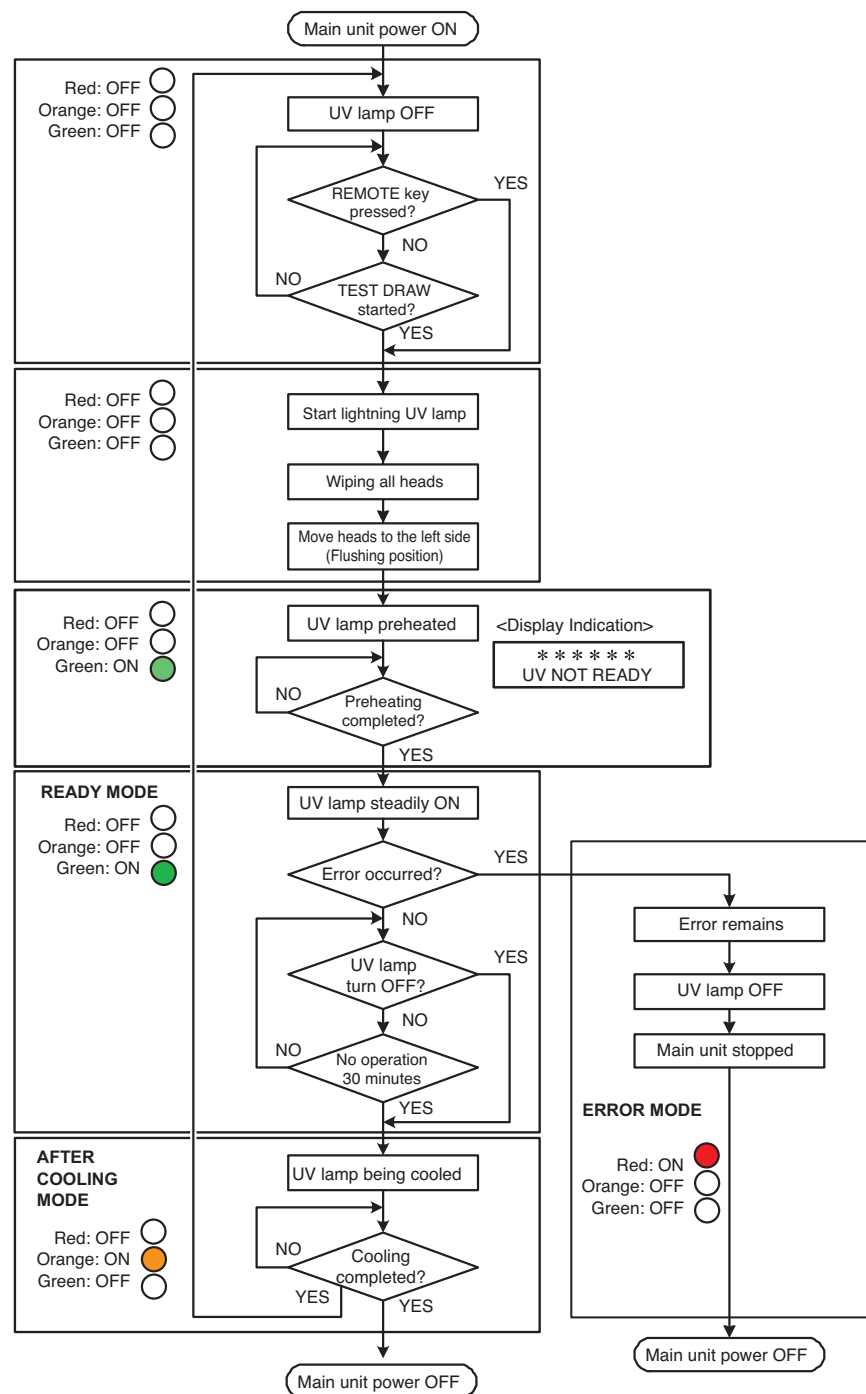 Main unit power ON
Red: OFF
Orange: OFF
Green: OFF
UV lamp OFF
REMOTE key
pressed?
YES
NO
TEST DRAW
started?
NO
YES
Red: OFF
Orange: OFF
Green: OFF
Start lightning UV lamp
Wiping all heads
Move heads to the left side
(Flushing position)
Red: OFF
Orange: OFF
Green: ON
UV lamp preheated
<Display Indication>
******
UV NOT READY
NO
Preheating
completed?
YES
READY MODE
Red: OFF
Orange: OFF
Green: ON
UV lamp steadily ON
Error occurred?
YES
NO
UV lamp
turn OFF?
YES
NO
NO
No operation
30 minutes
YES
Error remains
UV lamp OFF
Main unit stopped
ERROR MODE
Red: ON
Orange: OFF
Green: OFF
AFTER
COOLING
MODE
Red: OFF
Orange: ON
Green: OFF
UV lamp being cooled
NO
Cooling
completed?
YES
YES
Main unit power OFF
Main unit power OFF